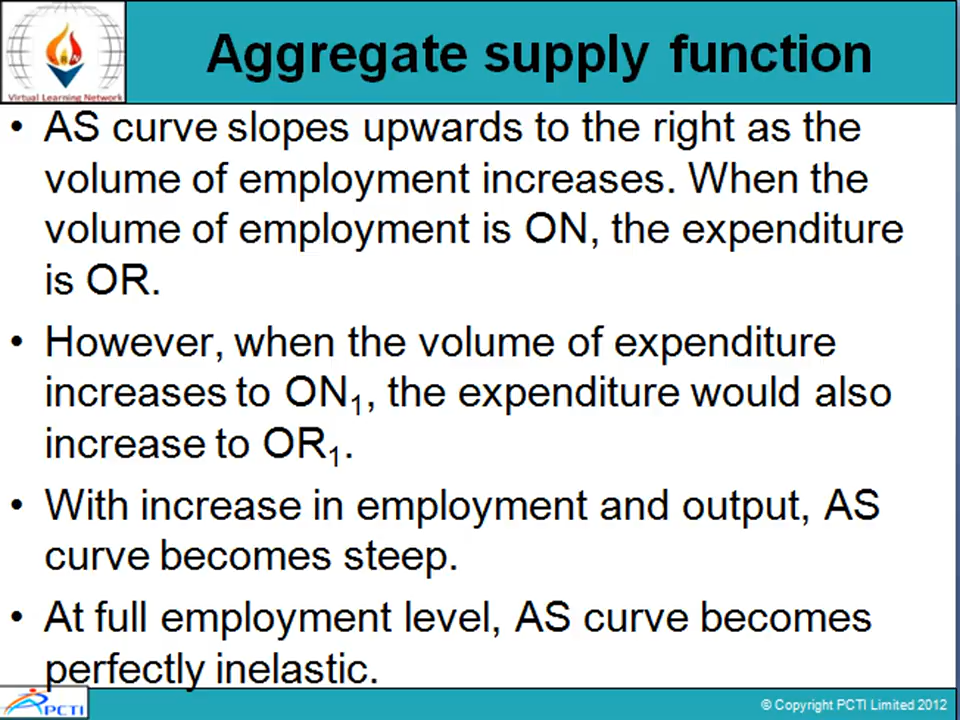 Virtual Learning Network
Aggregate supply function
• AS curve slopes upwards to the right as the
volume of employment increases. When the
volume of employment is ON, the expenditure
is OR.
• However, when the volume of expenditure
increases to ON₁, the expenditure would also
increase to OR₁.
• With increase in employment and output, AS
curve becomes steep.
• At full employment level, AS curve becomes
perfectly inelastic.
PCTI
© Copyright PCTI Limited 2012